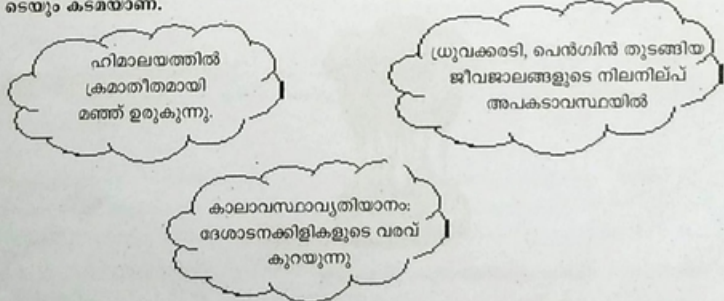 ടെയും കടമയാണ്.
ഹിമാലയത്തിൽ
ക്രമാതീതമായി
മഞ്ഞ് ഉരുകുന്നു.
ധ്രുവക്കരടി, പെൻഗ്വിൻ തുടങ്ങിയ
ജീവജാലങ്ങളുടെ നിലനില്പ്
അപകടാവസ്ഥയിൽ
കാലാവസ്ഥാവ്യതിയാനം:
ദേശാടനക്കിളികളുടെ വരവ്
കുറയുന്നു